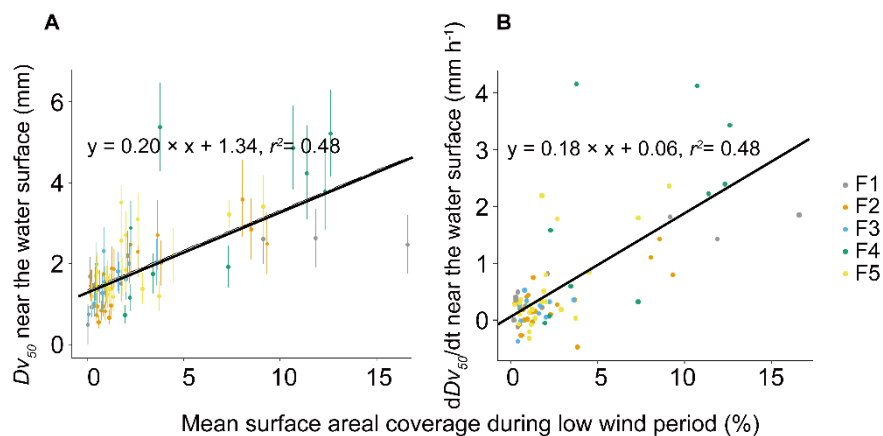 A
Dv50 near the water surface (mm)
6
4
2
0
y = 0.20 × x + 1.34, r²= 0.48
0 5 10 15
B
dDv50/dt near the water surface (mm h⁻¹)
4
3
2
1
0
y = 0.18 × x + 0.06, r²= 0.48
0 5 10 15
F1
F2
F3
F4
F5
Mean surface areal coverage during low wind period (%)